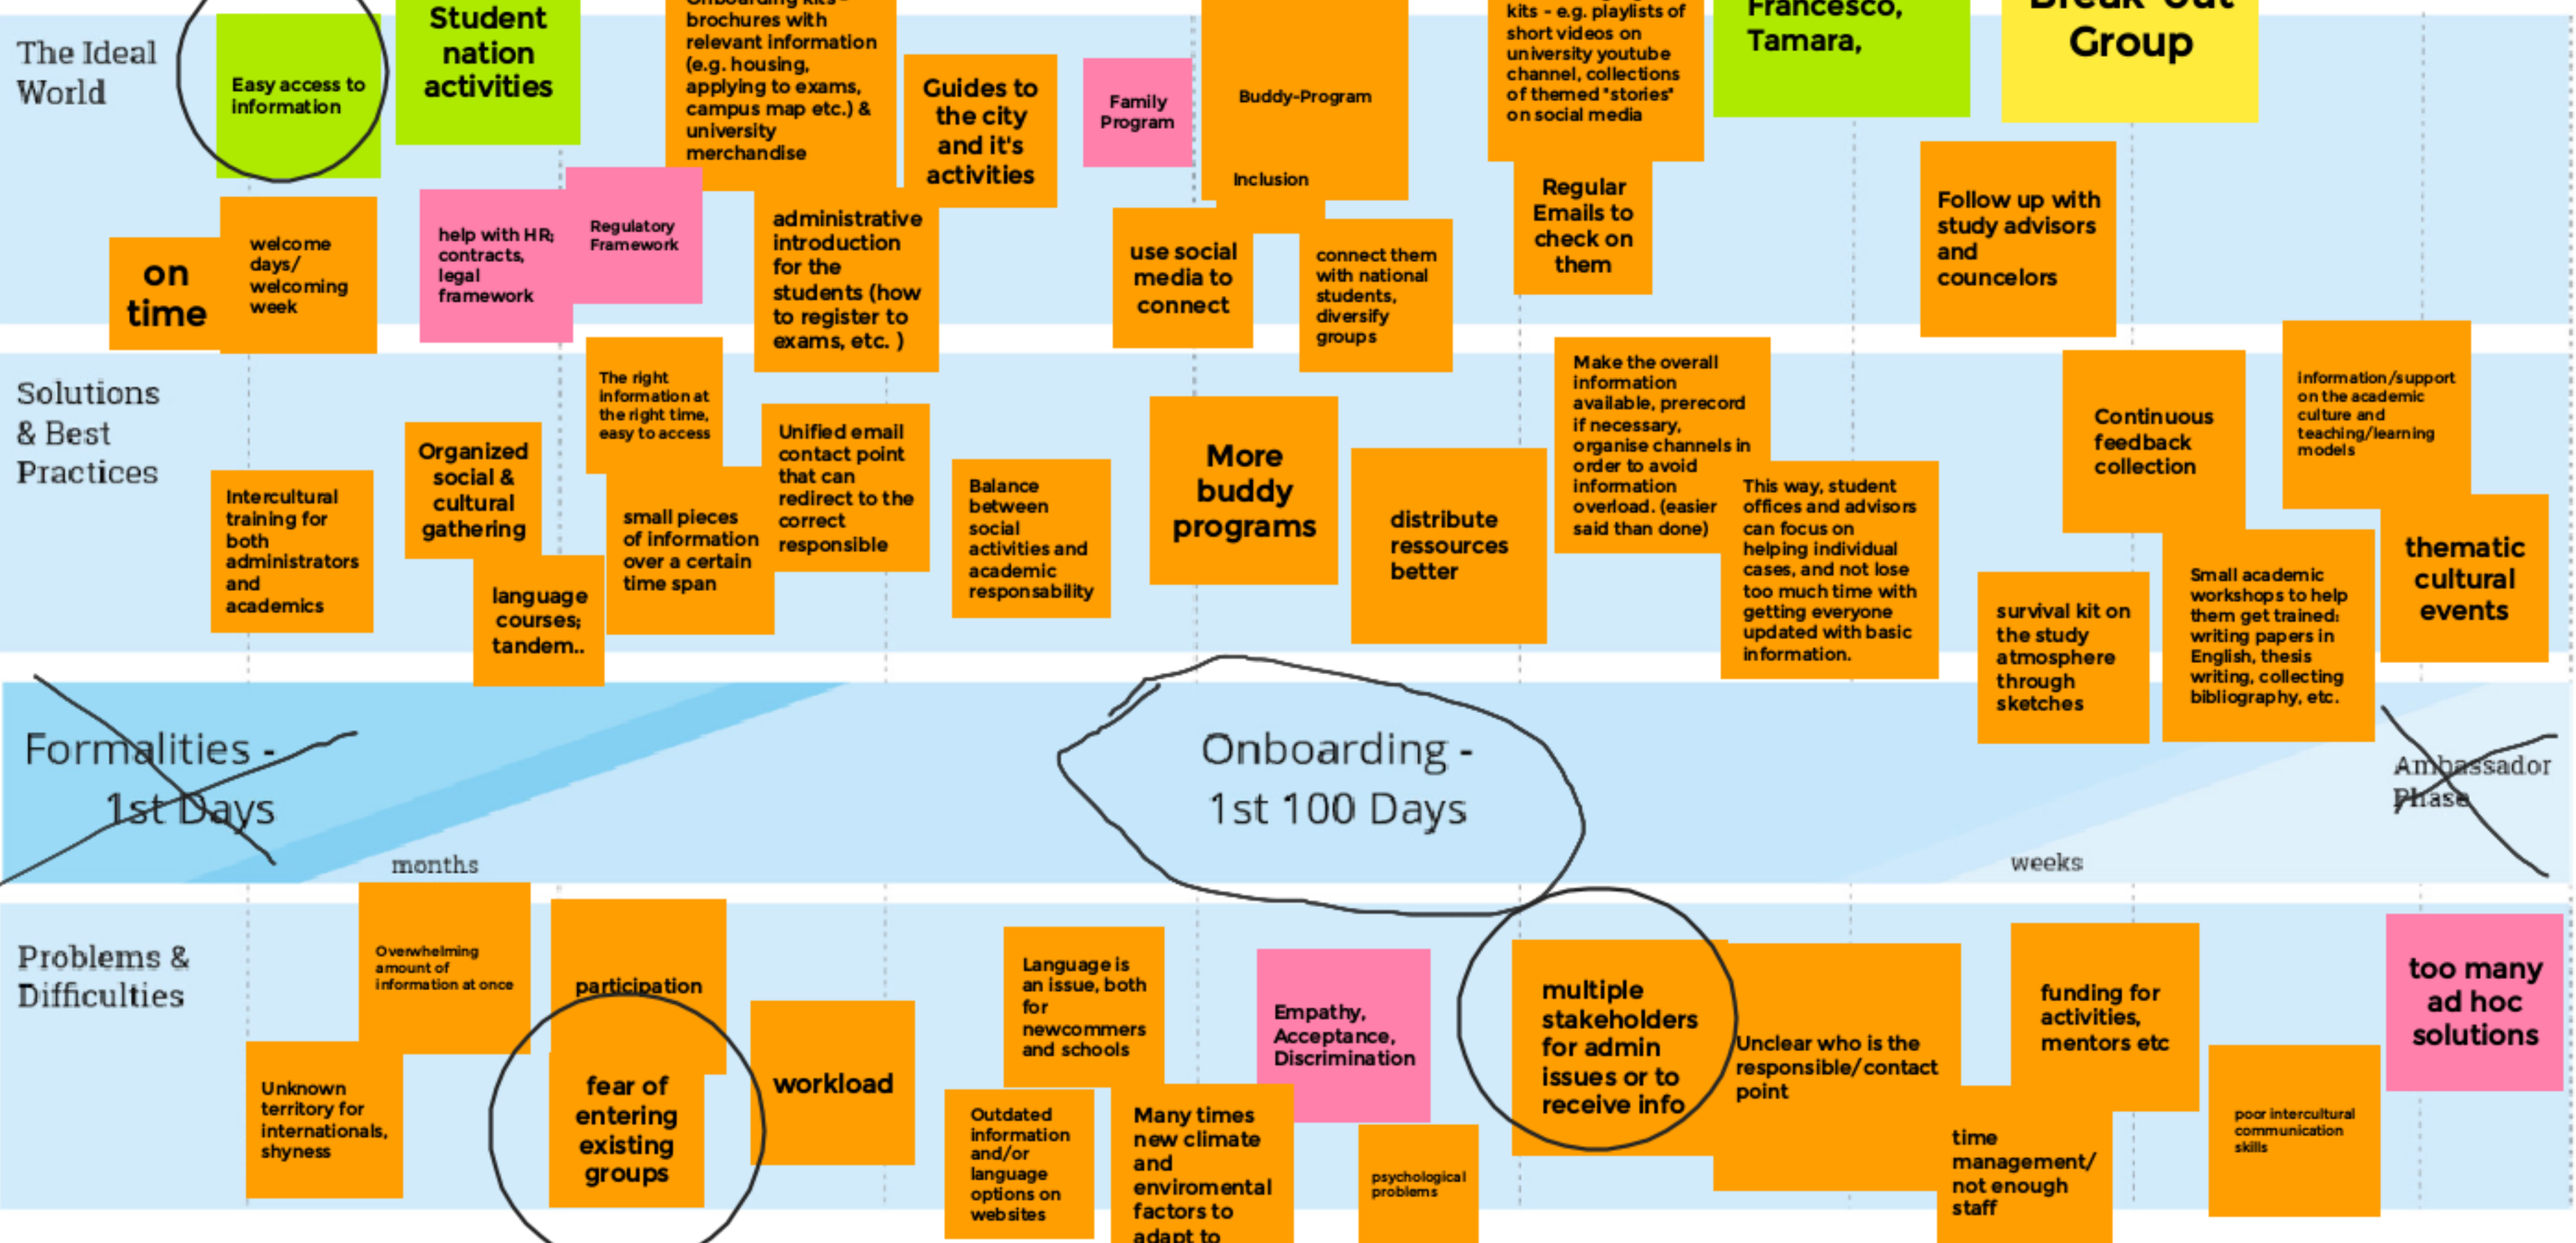 The Ideal
World
Easy access to
information
Student
nation
activities
Onboarding kits -
brochures with
relevant information
(e.g. housing,
applying to exams,
campus map etc.) &
university
merchandise
Guides to
the city
and it's
activities
Family
Program
Buddy-Program
Inclusion
kits - e.g. playlists of
short videos on
university youtube
channel, collections
of themed "stories"
on social media
Francesco,
Tamara,
Break-out
Group
on
time
welcome
days/
welcoming
week
help with HR;
contracts,
legal
framework
Regulatory
Framework
administrative
introduction
for the
students (how
to register to
exams, etc. )
use social
media to
connect
connect them
with national
students,
diversify
groups
Regular
Emails to
check on
them
Follow up with
study advisors
and
councelors
Solutions
& Best
Practices
Intercultural
training for
both
administrators
and
academics
Organized
social &
cultural
gathering
language
courses;
tandem..
The right
information at
the right time,
easy to access
small pieces
of information
over a certain
time span
Unified email
contact point
that can
redirect to the
correct
responsible
Balance
between
social
activities and
academic
responsability
More
buddy
programs
distribute
ressources
better
Make the overall
information
available, prerecord
if necessary,
organise channels in
order to avoid
information
overload. (easier
said than done)
This way, student
offices and advisors
can focus on
helping individual
cases, and not lose
too much time with
getting everyone
updated with basic
information.
Continuous
feedback
collection
information/support
on the academic
culture and
teaching/learning
models
survival kit on
the study
atmosphere
through
sketches
Small academic
workshops to help
them get trained:
writing papers in
English, thesis
writing, collecting
bibliography, etc.
thematic
cultural
events
Formalities -
1st Days
months
Onboarding -
1st 100 Days
weeks
Ambassador
Phase
Problems &
Difficulties
Overwhelming
amount of
information at once
Unknown
territory for
internationals,
shyness
participation
fear of
entering
existing
groups
workload
Language is
an issue, both
for
newcommers
and schools
Outdated
information
and/or
language
options on
websites
Many times
new climate
and
enviromental
factors to
adapt to
Empathy,
Acceptance,
Discrimination
psychological
problems
multiple
stakeholders
for admin
issues or to
receive info
Unclear who is the
responsible/contact
point
time
management/
not enough
staff
funding for
activities,
mentors etc
poor intercultural
communication
skills
too many
ad hoc
solutions